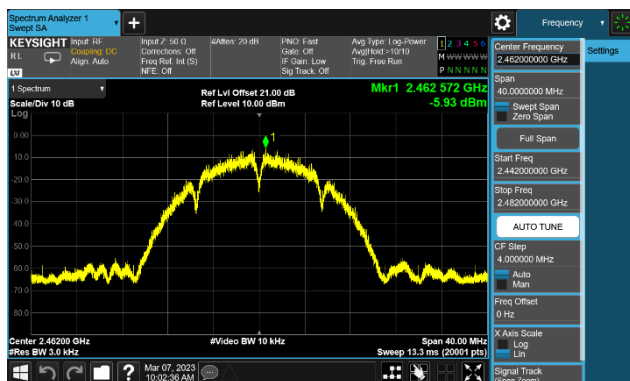 Spectrum Analyzer 1
Swept SA
Frequency
KEYSIGHT
RL
Input: RF
Coupling: DC
Align: Auto
Input Z: 50 Ω
Corrections: Off
Freq Ref: Int (S)
NFE: Off
#Atten: 20 dB
PNO: Fast
Gate: Off
IF Gain: Low
Sig Track: Off
Avg Type: Log-Power
Avg|Hold:>10/10
Trig: Free Run
1 2 3 4 5 6
M W W W W W
P N N N N N
Center Frequency
2.462000000 GHz
Settings
Span
40.0000000 MHz
Swept Span
Zero Span
Full Span
Start Freq
2.442000000 GHz
Stop Freq
2.482000000 GHz
AUTO TUNE
CF Step
4.000000 MHz
Auto
Man
Freq Offset
0 Hz
X Axis Scale
Log
Lin
Signal Track
(Span Zoom)
LXI
1 Spectrum
Scale/Div 10 dB
Log
Ref Lvl Offset 21.00 dB
Ref Level 10.00 dBm
Mkr1 2.462 572 GHz
-5.93 dBm
1
0.00
-10.0
-20.0
-30.0
-40.0
-50.0
-60.0
-70.0
-80.0
Center 2.46200 GHz
#Res BW 3.0 kHz
#Video BW 10 kHz
Span 40.00 MHz
Sweep 13.3 ms (20001 pts)
?
Mar 07, 2023
10:02:36 AM